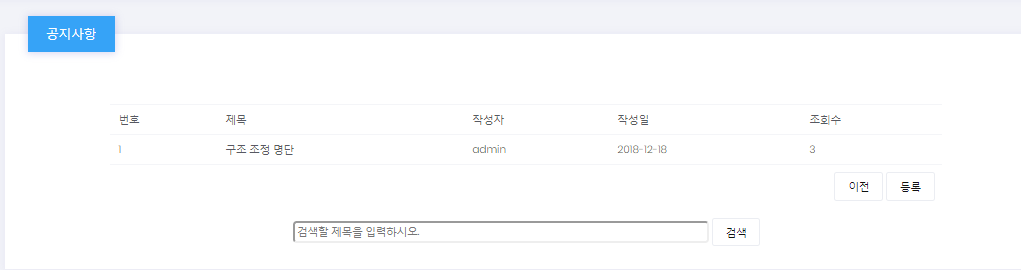 공지사항
번호 제목 작성자 작성일 조회수
1 구조 조정 명단 admin 2018-12-18 3
이전 등록
검색할 제목을 입력하시오. 검색